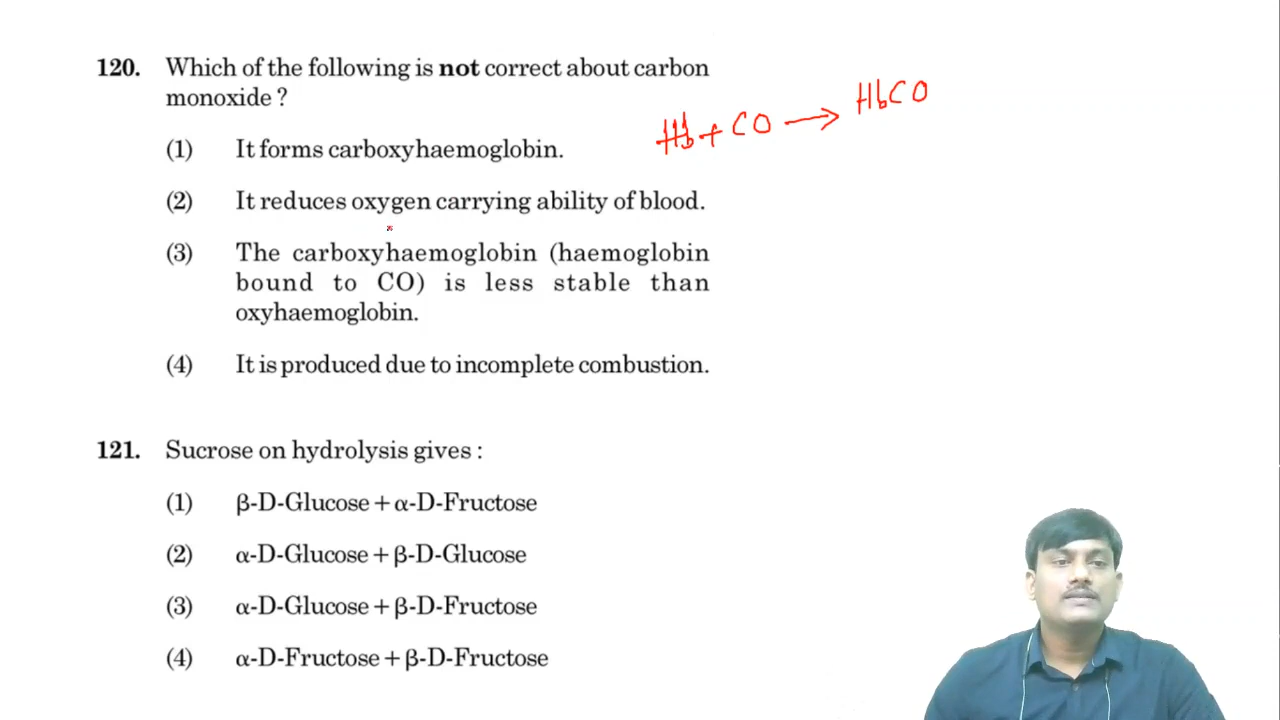 120. Which of the following is not correct about carbon
monoxide ?
Hb + CO → HbCO
(1) It forms carboxyhaemoglobin.
(2) It reduces oxygen carrying ability of blood.
(3) The carboxyhaemoglobin (haemoglobin
bound to CO) is less stable than
oxyhaemoglobin.
(4) It is produced due to incomplete combustion.
121. Sucrose on hydrolysis gives :
(1) β-D-Glucose + α-D-Fructose
(2) α-D-Glucose + β-D-Glucose
(3) α-D-Glucose + β-D-Fructose
(4) α-D-Fructose + β-D-Fructose